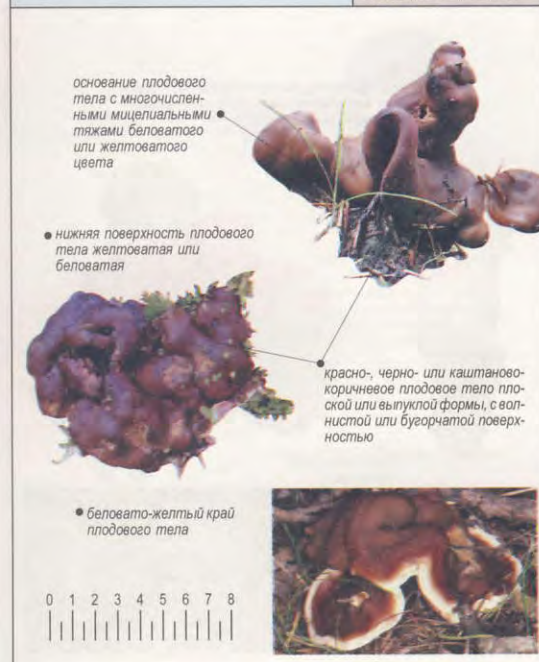 основание плодового
тела с многочислен-
ными мицелиальными
тяжами беловатого
или желтоватого
цвета
нижняя поверхность плодового
тела желтоватая или
беловатая
красно-, черно- или каштаново-
коричневое плодовое тело пло-
ской или выпуклой формы, с вол-
нистой или бугорчатой поверх-
ностью
беловато-желтый край
плодового тела
0 1 2 3 4 5 6 7 8